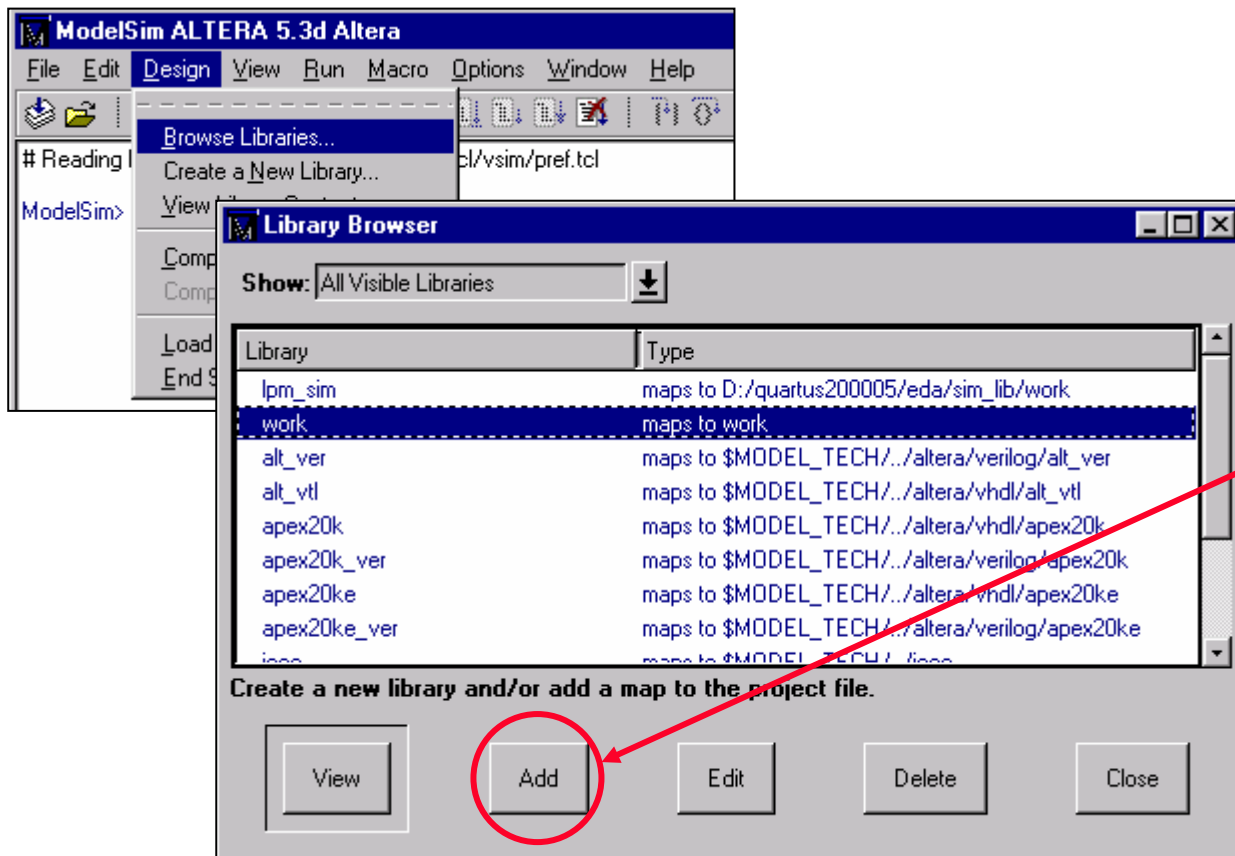 ModelSim ALTERA 5.3d Altera
File Edit Design View Run Macro Options Window Help
Browse Libraries...
# Reading cl/vsim/pref.tcl
Create a New Library...
ModelSim> View
Library Browser
Show: All Visible Libraries
Load
End
Library Type
lpm_sim maps to D:/quartus200005/eda/sim_lib/work
work maps to work
alt_ver maps to $MODEL_TECH/../altera/verilog/alt_ver
alt_vtl maps to $MODEL_TECH/../altera/vhdl/alt_vtl
apex20k maps to $MODEL_TECH/../altera/vhdl/apex20k
apex20k_ver maps to $MODEL_TECH/../altera/verilog/apex20k
apex20ke maps to $MODEL_TECH/../altera/vhdl/apex20ke
apex20ke_ver maps to $MODEL_TECH/../altera/verilog/apex20ke
Create a new library and/or add a map to the project file.
View Add Edit Delete Close